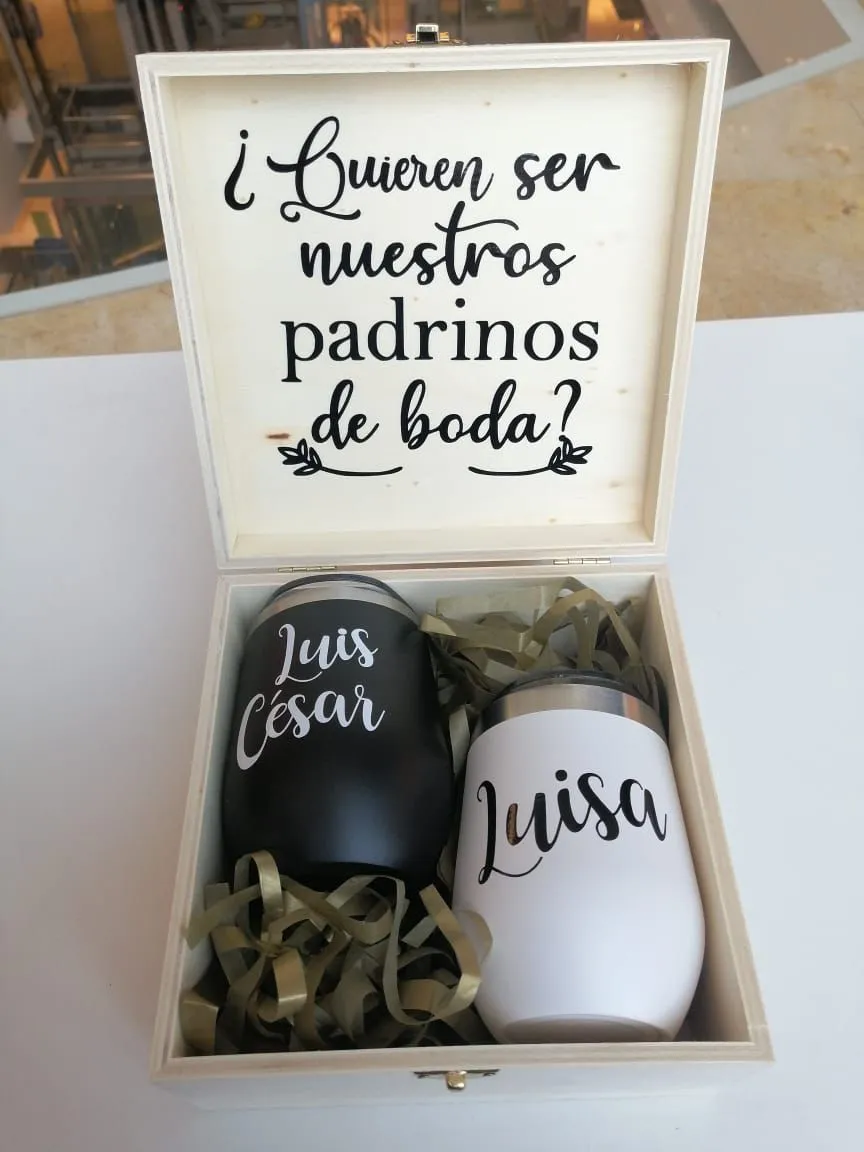 ¿Quieren ser
nuestros
padrinos
de boda?
Luis
César
Luisa